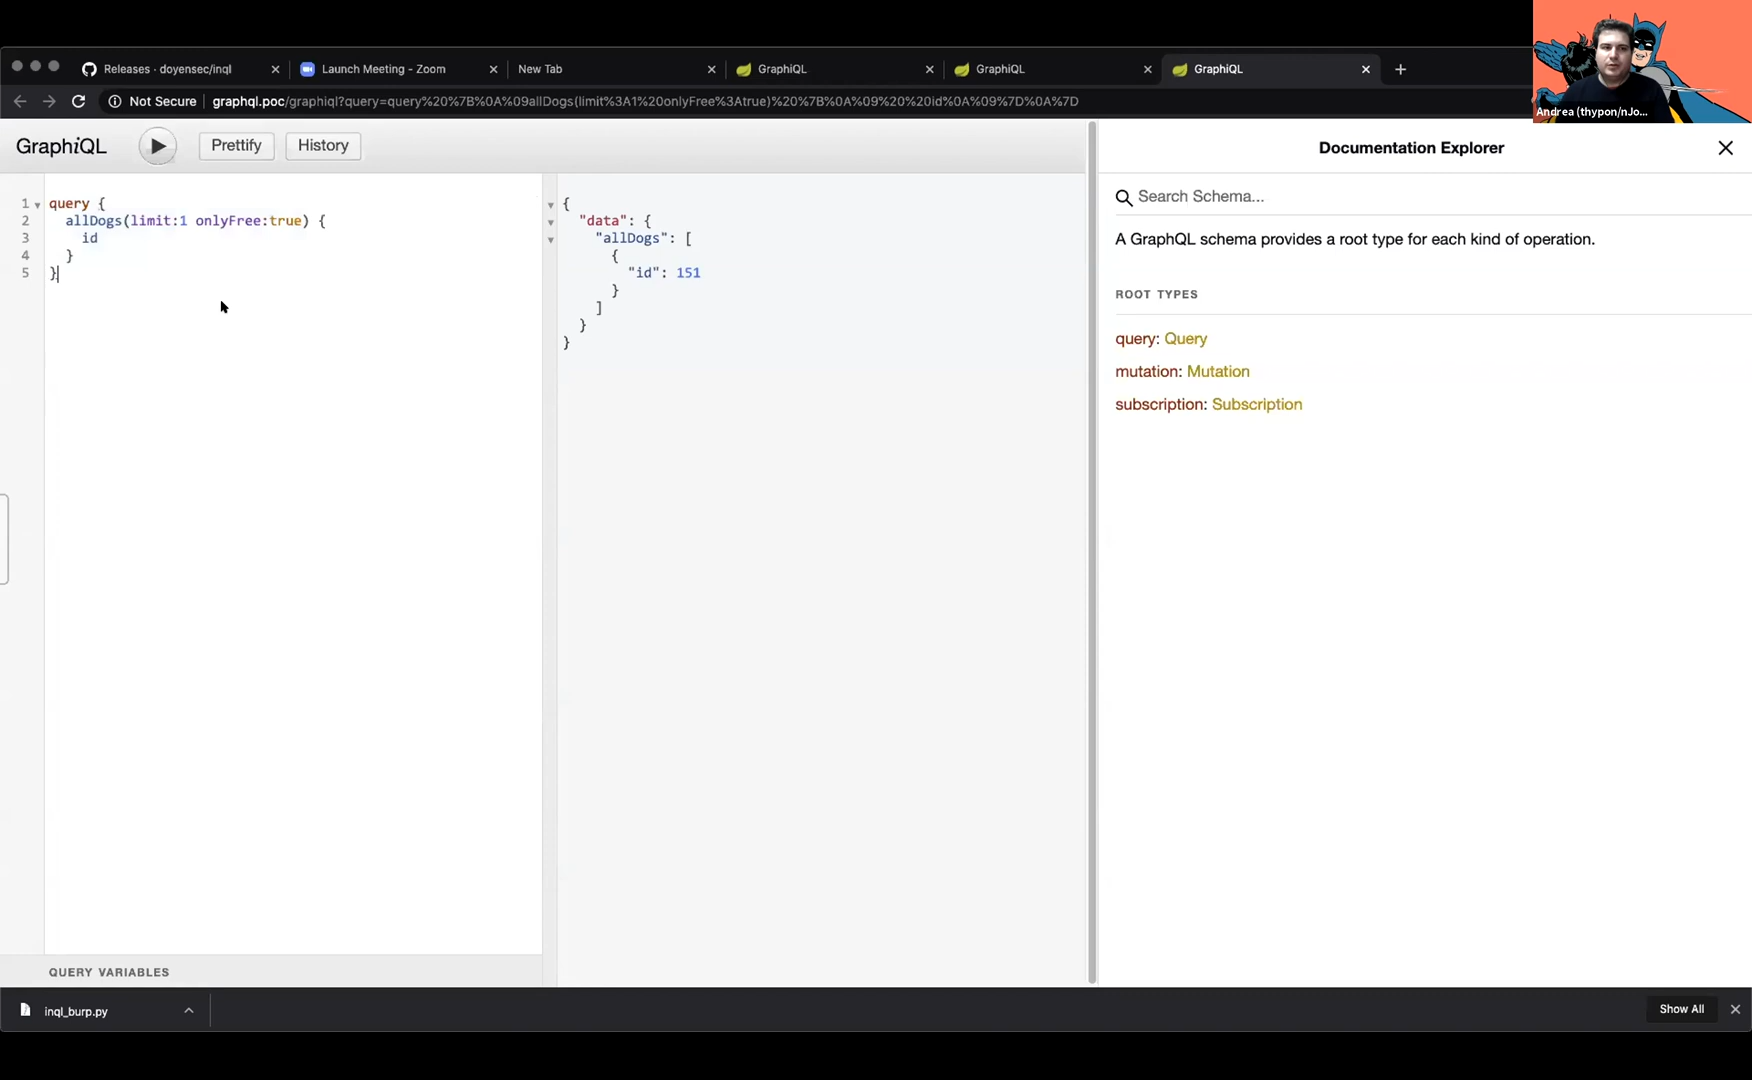 Releases · doyensec/inql
Launch Meeting - Zoom
New Tab
GraphiQL
GraphiQL
GraphiQL
Not Secure
graphql.poc/graphiql?query=query%20%7B%0A%09allDogs(limit%3A1%20onlyFree%3Atrue)%20%7B%0A%09%20%20id%0A%09%7D%0A%7D
Andrea (thypon/nJo...
GraphiQL
Prettify
History
1 query {
2 allDogs(limit:1 onlyFree:true) {
3 id
4 }
5 }
{
"data": {
"allDogs": [
{
"id": 151
}
]
}
}
Documentation Explorer
Search Schema...
A GraphQL schema provides a root type for each kind of operation.
ROOT TYPES
query: Query
mutation: Mutation
subscription: Subscription
QUERY VARIABLES
inql_burp.py
Show All